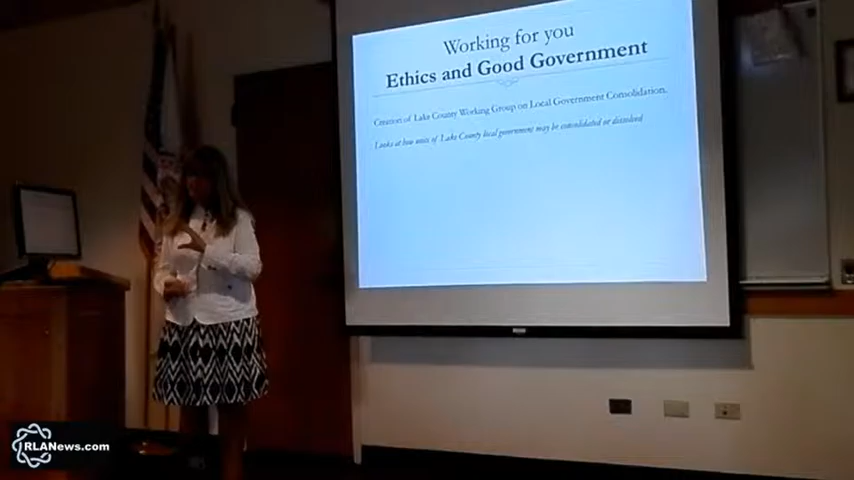 Working for you
Ethics and Good Government
Creation of Lake County Working Group on Local Government Consolidation.
Looks at how units of Lake County local government may be consolidated or dissolved
RLANews.com